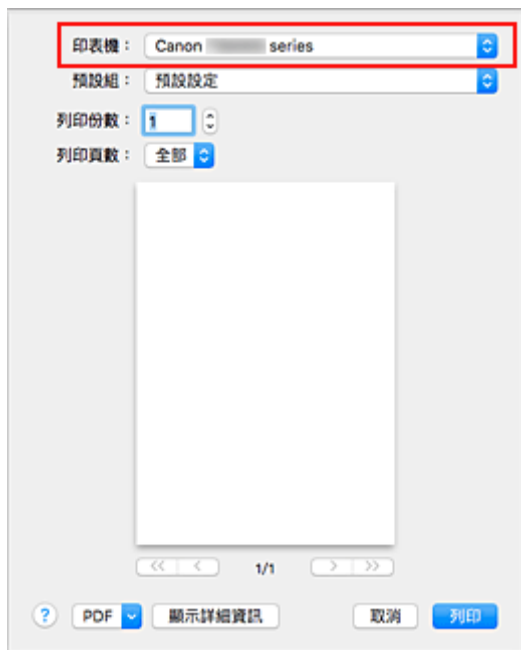 印表機： Canon series
預設組： 預設設定
列印份數： 1
列印頁數： 全部
<< < 1/1 > >>
? PDF 顯示詳細資訊 取消 列印